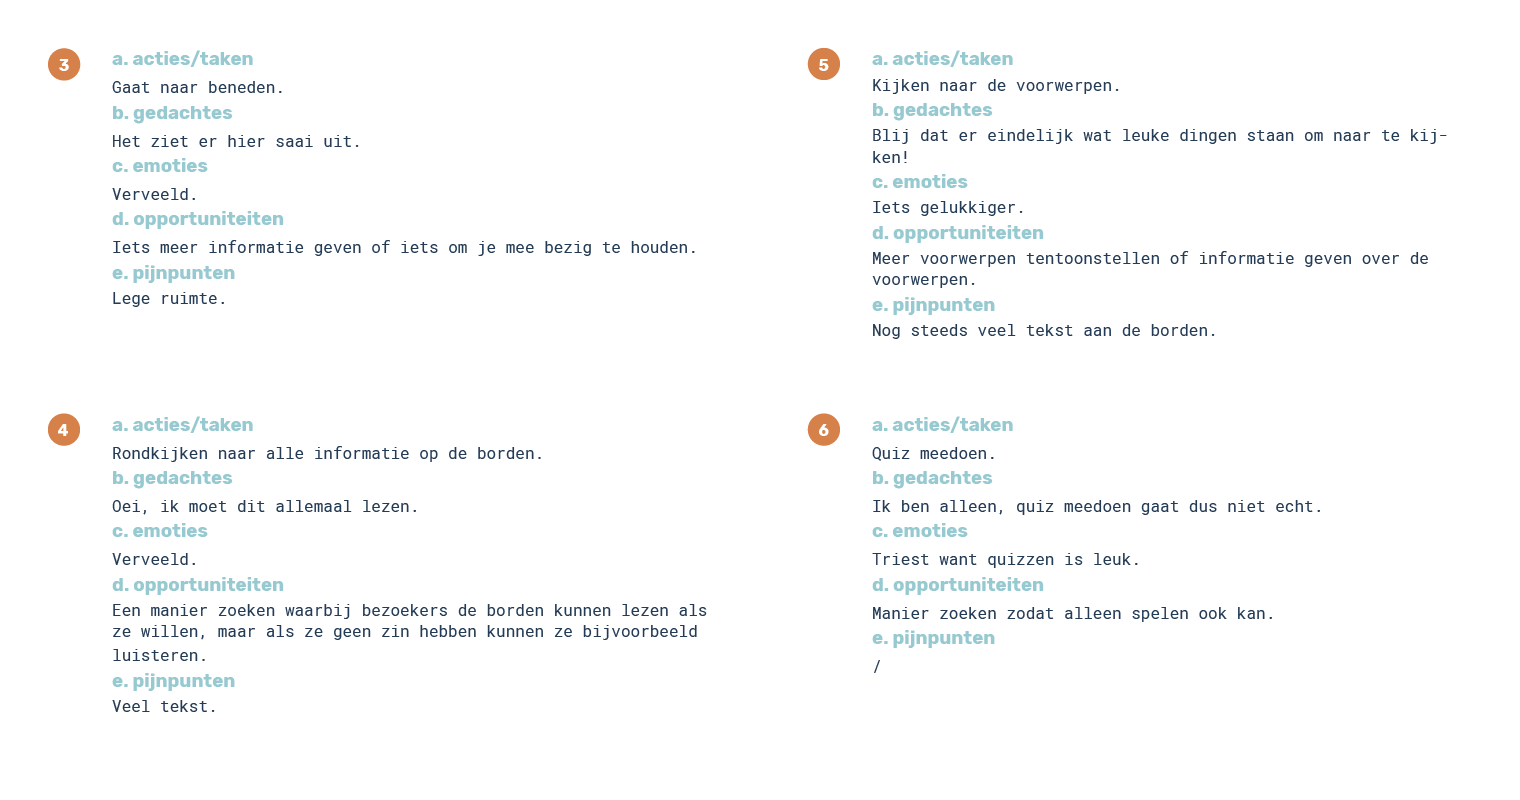 3
a. acties/taken
Gaat naar beneden.
b. gedachtes
Het ziet er hier saai uit.
c. emoties
Verveeld.
d. opportuniteiten
Iets meer informatie geven of iets om je mee bezig te houden.
e. pijnpunten
Lege ruimte.
4
a. acties/taken
Rondkijken naar alle informatie op de borden.
b. gedachtes
Oei, ik moet dit allemaal lezen.
c. emoties
Verveeld.
d. opportuniteiten
Een manier zoeken waarbij bezoekers de borden kunnen lezen als
ze willen, maar als ze geen zin hebben kunnen ze bijvoorbeeld
luisteren.
e. pijnpunten
Veel tekst.
5
a. acties/taken
Kijken naar de voorwerpen.
b. gedachtes
Blij dat er eindelijk wat leuke dingen staan om naar te kij-
ken!
c. emoties
Iets gelukkiger.
d. opportuniteiten
Meer voorwerpen tentoonstellen of informatie geven over de
voorwerpen.
e. pijnpunten
Nog steeds veel tekst aan de borden.
6
a. acties/taken
Quiz meedoen.
b. gedachtes
Ik ben alleen, quiz meedoen gaat dus niet echt.
c. emoties
Triest want quizzen is leuk.
d. opportuniteiten
Manier zoeken zodat alleen spelen ook kan.
e. pijnpunten
/